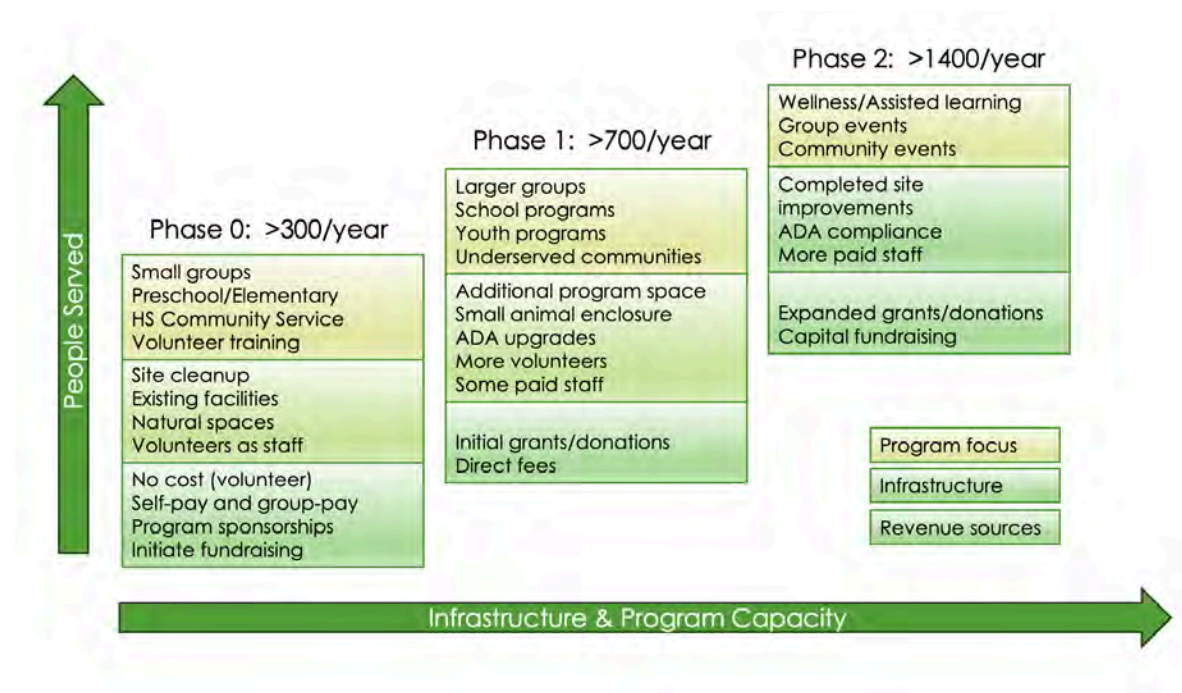 People Served
Phase 0: >300/year
Small groups
Preschool/Elementary
HS Community Service
Volunteer training
Site cleanup
Existing facilities
Natural spaces
Volunteers as staff
No cost (volunteer)
Self-pay and group-pay
Program sponsorships
Initiate fundraising
Phase 1: >700/year
Larger groups
School programs
Youth programs
Underserved communities
Additional program space
Small animal enclosure
ADA upgrades
More volunteers
Some paid staff
Initial grants/donations
Direct fees
Phase 2: >1400/year
Wellness/Assisted learning
Group events
Community events
Completed site
improvements
ADA compliance
More paid staff
Expanded grants/donations
Capital fundraising
Program focus
Infrastructure
Revenue sources
Infrastructure & Program Capacity